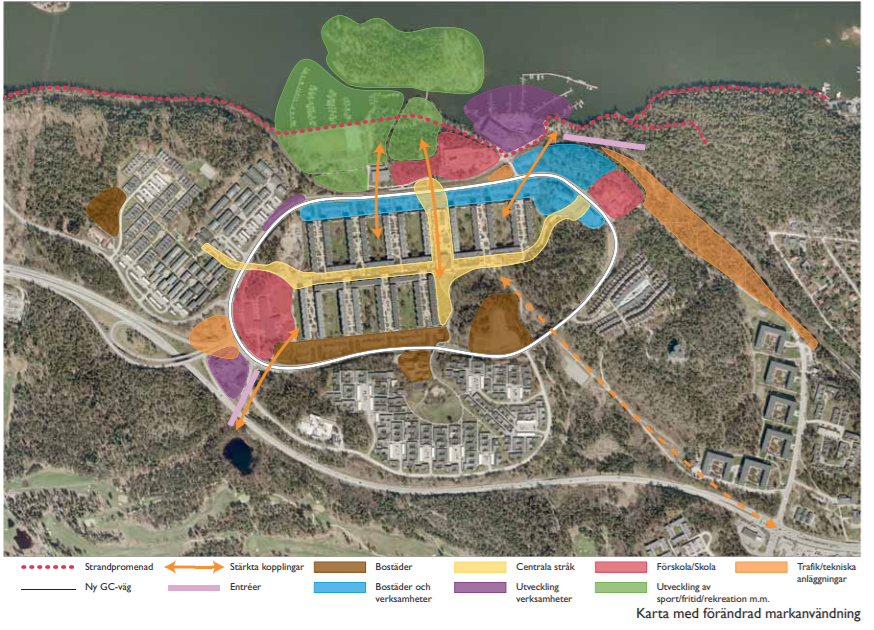 Strandpromenad
Stärkta kopplingar
Bostäder
Centrala stråk
Förskola/Skola
Trafik/tekniska
anläggningar
Ny GC-väg
Entréer
Bostäder och
verksamheter
Utveckling
verksamheter
Utveckling av
sport/fritid/rekreation m.m.
Karta med förändrad markanvändning